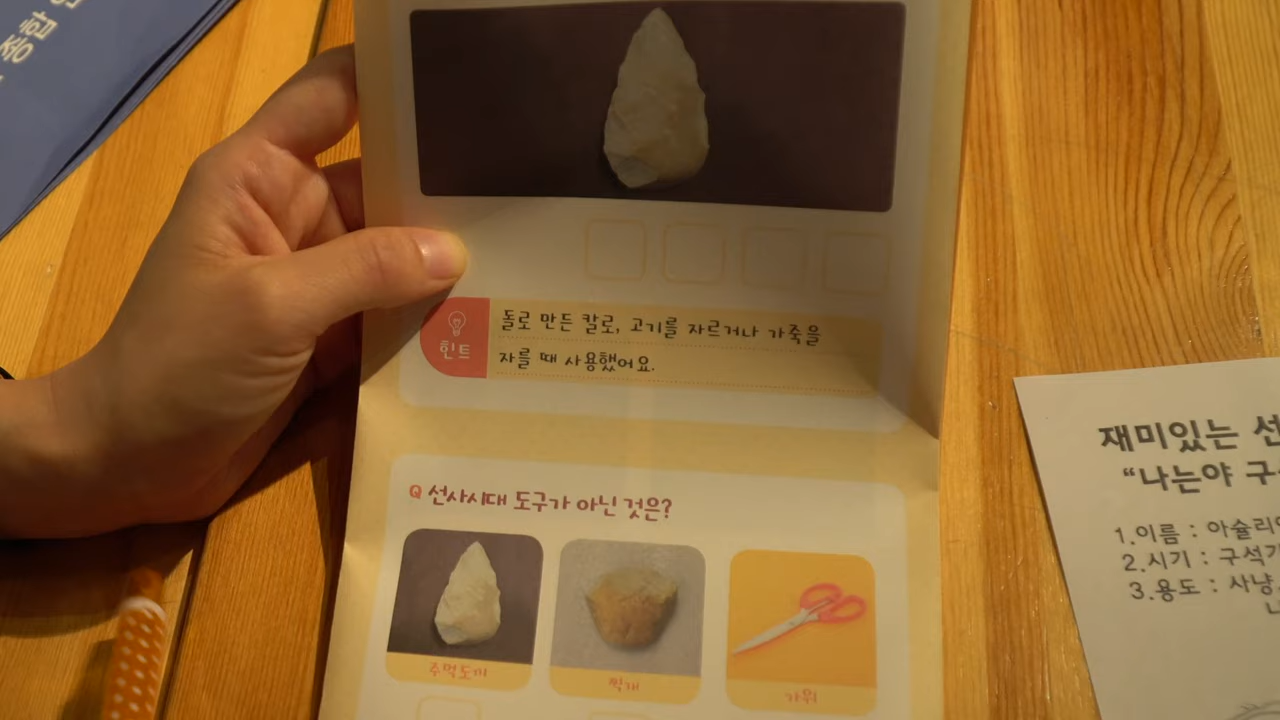 종합
힌트
돌로 만든 칼로, 고기를 자르거나 가죽을
자를 때 사용했어요.
Q 선사시대 도구가 아닌 것은?
주먹도끼
찍개
가위
재미있는 선
“나는야 구
1.이름 : 아슐리
2.시기 : 구석기
3.용도 : 사냥